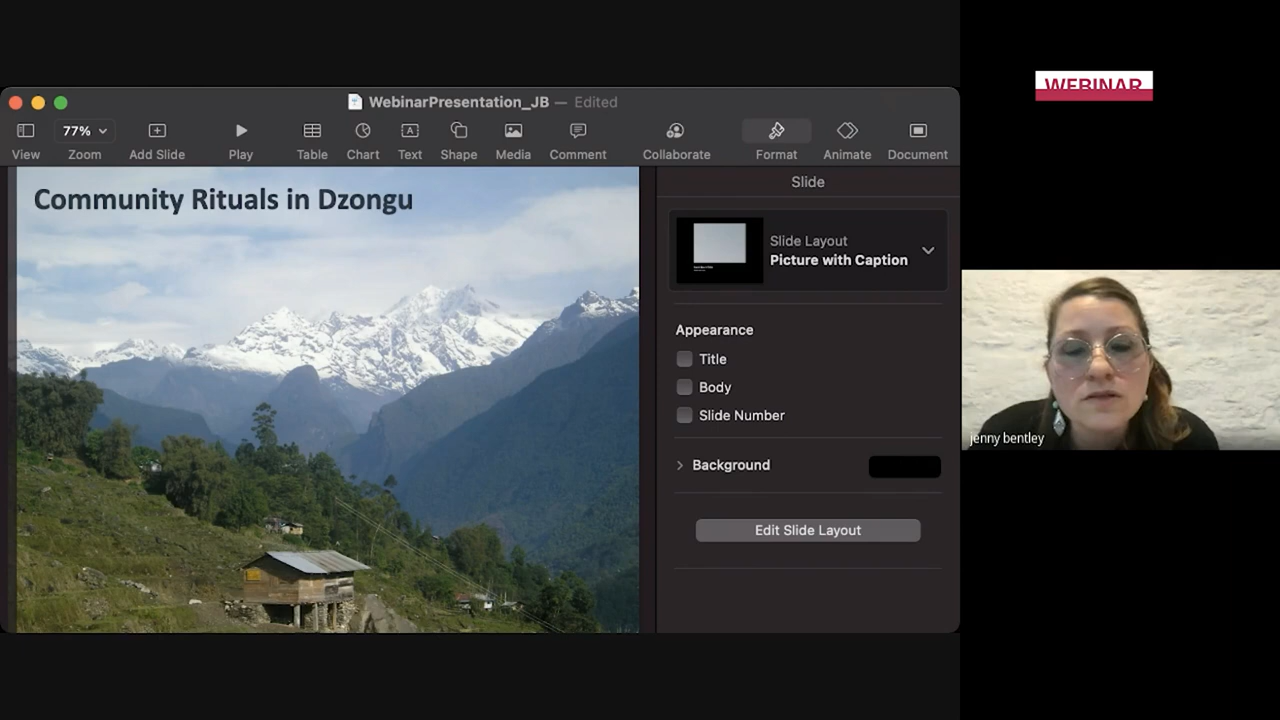 WebinarPresentation_JB — Edited
View
77%
Zoom
Add Slide
Play
Table
Chart
Text
Shape
Media
Comment
Collaborate
Format
Animate
Document
Community Rituals in Dzongu
Slide
Slide Layout
Picture with Caption
Appearance
Title
Body
Slide Number
Background
Edit Slide Layout
WEBINAR
jenny bentley